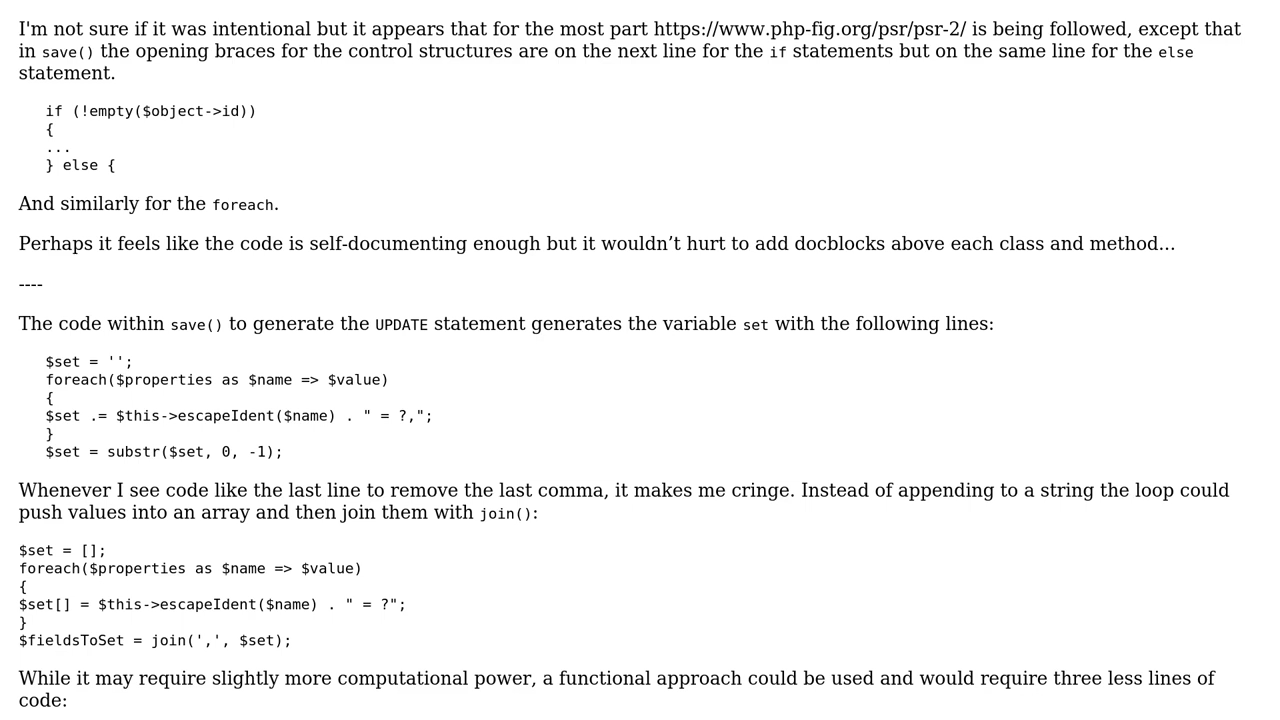 I'm not sure if it was intentional but it appears that for the most part https://www.php-fig.org/psr/psr-2/ is being followed, except that
in save() the opening braces for the control structures are on the next line for the if statements but on the same line for the else
statement.
if (!empty($object->id))
{
...
} else {
And similarly for the foreach.
Perhaps it feels like the code is self-documenting enough but it wouldn’t hurt to add docblocks above each class and method…
----
The code within save() to generate the UPDATE statement generates the variable set with the following lines:
$set = '';
foreach($properties as $name => $value)
{
$set .= $this->escapeIdent($name) . " = ?,";
}
$set = substr($set, 0, -1);
Whenever I see code like the last line to remove the last comma, it makes me cringe. Instead of appending to a string the loop could
push values into an array and then join them with join():
$set = [];
foreach($properties as $name => $value)
{
$set[] = $this->escapeIdent($name) . " = ?";
}
$fieldsToSet = join(',', $set);
While it may require slightly more computational power, a functional approach could be used and would require three less lines of
code: